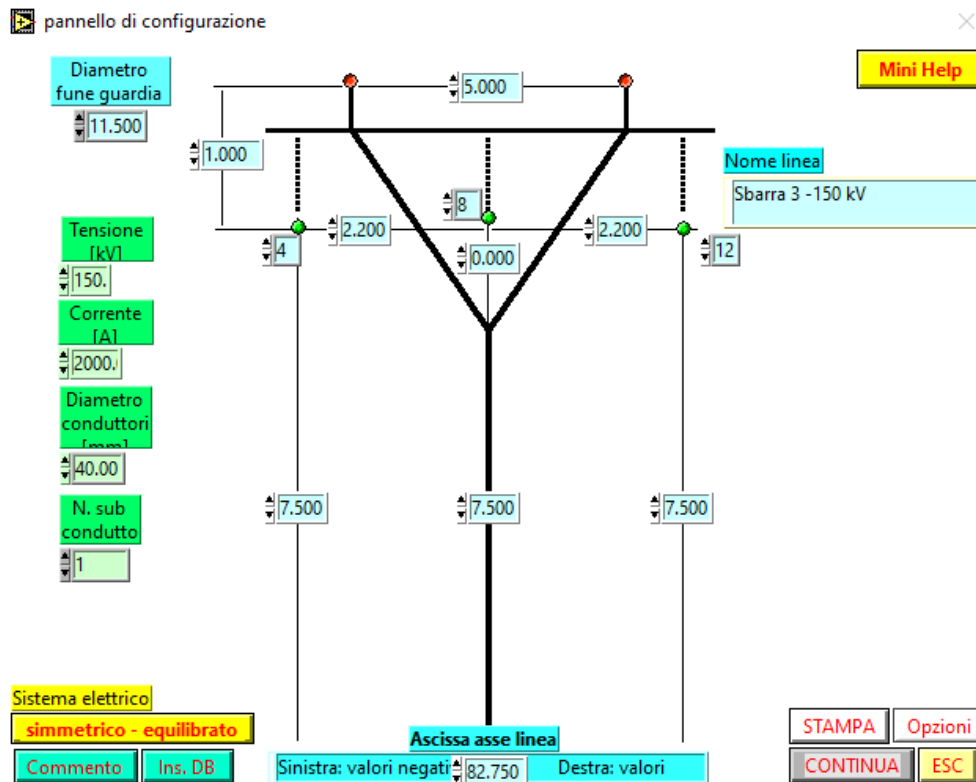 pannello di configurazione
Diametro
fune guardia
11.500
5.000
Mini Help
1.000
Nome linea
Sbarra 3 -150 kV
8
2.200
2.200
4
0.000
12
Tensione
[kV]
150.
Corrente
[A]
2000.
Diametro
conduttori
[mm]
40.00
N. sub
condutto
1
7.500
7.500
7.500
Sistema elettrico
simmetrico - equilibrato
Commento
Ins. DB
Ascissa asse linea
Sinistra: valori negati
82.750
Destra: valori
STAMPA
Opzioni
CONTINUA
ESC